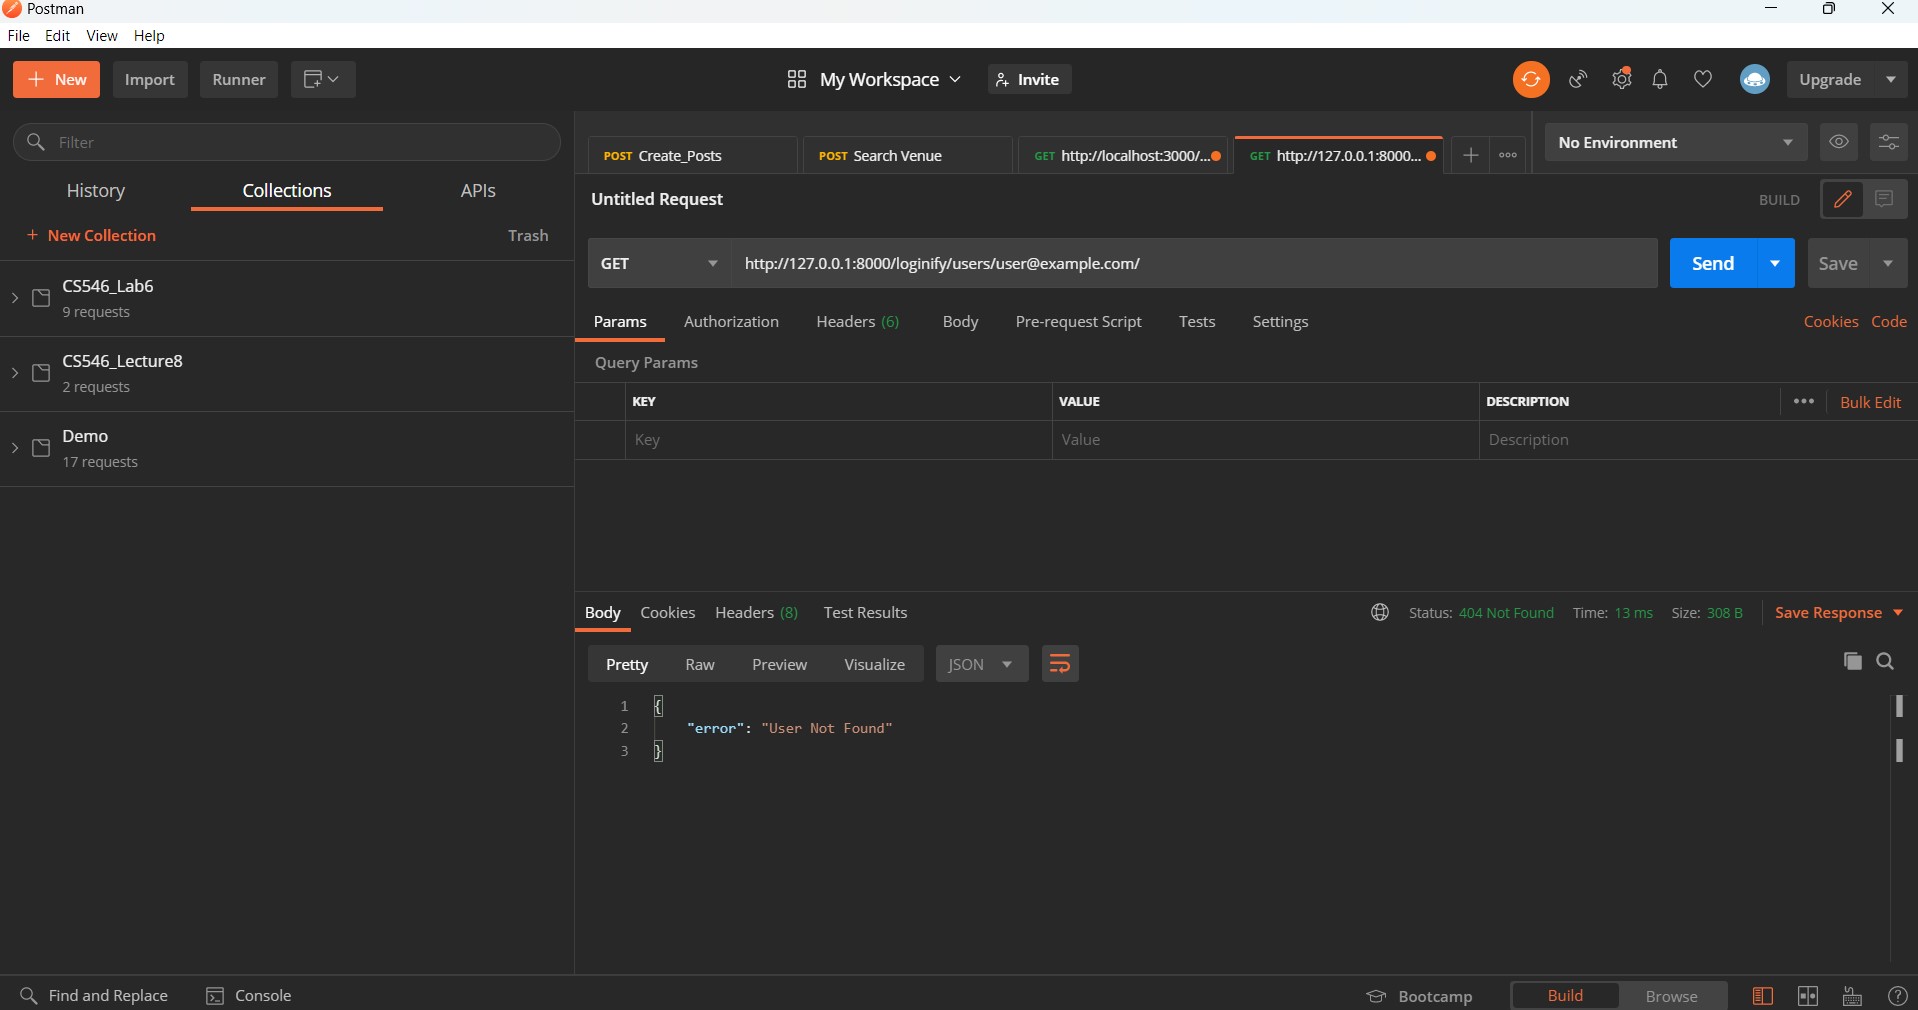 Postman
File Edit View Help
New Import Runner My Workspace Invite Upgrade
Filter
History Collections APIs
New Collection Trash
CS546_Lab6
9 requests
CS546_Lecture8
2 requests
Demo
17 requests
POST Create_Posts POST Search Venue GET http://localhost:3000/... GET http://127.0.0.1:8000... No Environment
Untitled Request BUILD
GET http://127.0.0.1:8000/loginify/users/user@example.com/ Send Save
Params Authorization Headers (6) Body Pre-request Script Tests Settings Cookies Code
Query Params
KEY VALUE DESCRIPTION Bulk Edit
Key Value Description
Body Cookies Headers (8) Test Results Status: 404 Not Found Time: 13 ms Size: 308 B Save Response
Pretty Raw Preview Visualize JSON
1 {
2 "error": "User Not Found"
3 }
Find and Replace Console Bootcamp Build Browse